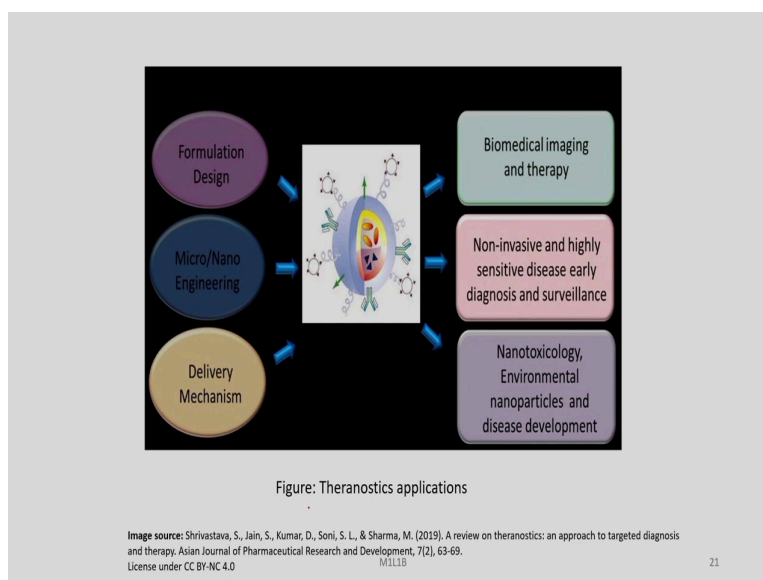 Formulation
Design
Micro/Nano
Engineering
Delivery
Mechanism
Biomedical imaging
and therapy
Non-invasive and highly
sensitive disease early
diagnosis and surveillance
Nanotoxicology,
Environmental
nanoparticles and
disease development
Figure: Theranostics applications
Image source: Shrivastava, S., Jain, S., Kumar, D., Soni, S. L., & Sharma, M. (2019). A review on theranostics: an approach to targeted diagnosis
and therapy. Asian Journal of Pharmaceutical Research and Development, 7(2), 63-69.
License under CC BY-NC 4.0
M1L1B
21